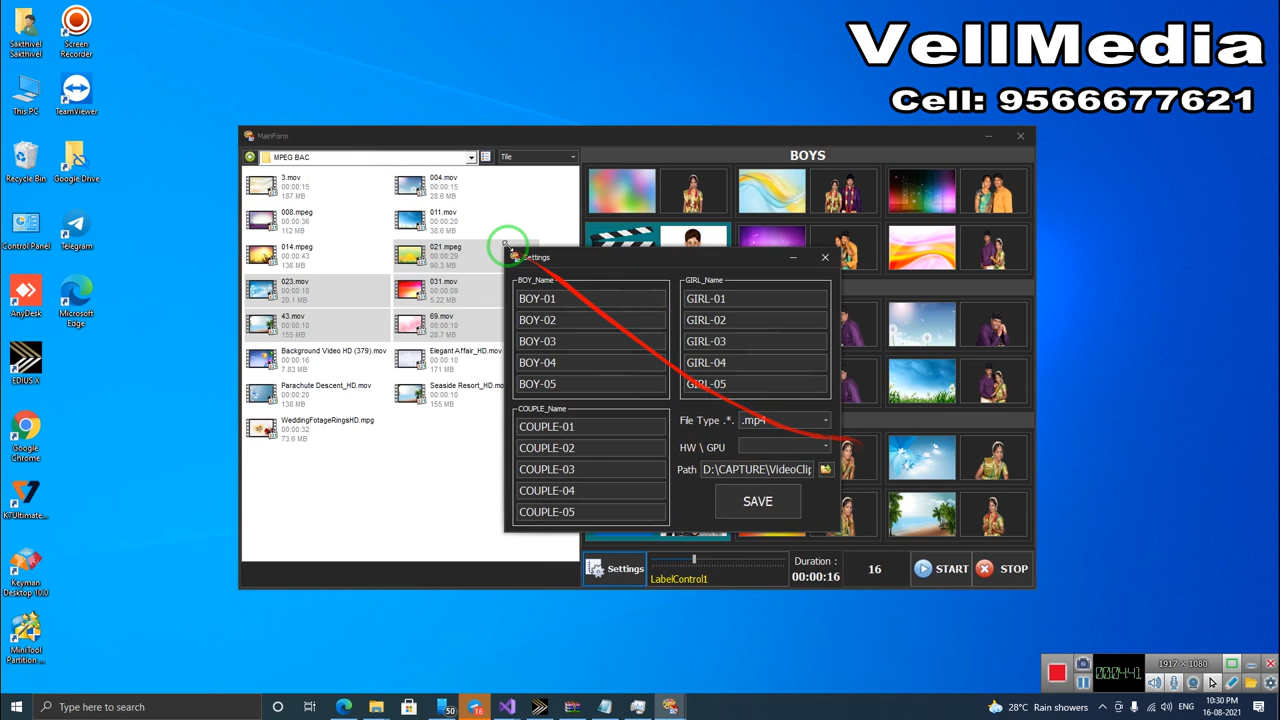 VellMedia
Cell: 9566677621
Sakthivel
Sakthivel
Screen
Recorder
This PC
TeamViewer
Recycle Bin
Google Drive
Control Panel
Telegram
AnyDesk
Microsoft
Edge
EDIUS X
Google
Chrome
K7Ultimate...
Keyman
Desktop 10.0
MiniTool
Partition...
MainForm
MPEG BAC
Tile
3.mov
00:00:15
187 MB
004.mov
00:00:15
28.6 MB
008.mpeg
00:00:36
112 MB
011.mov
00:00:20
38.6 MB
014.mpeg
00:00:43
136 MB
021.mpeg
00:00:29
90.3 MB
023.mov
00:00:18
20.1 MB
031.mov
00:00:09
5.22 MB
43.mov
00:00:10
155 MB
69.mov
00:00:10
28.7 MB
Background Video HD (379).mov
00:00:16
7.83 MB
Elegant Affair_HD.mov
00:00:10
171 MB
Parachute Descent_HD.mov
00:00:20
138 MB
Seaside Resort_HD.mo
00:00:10
155 MB
WeddingFotageRingsHD.mpg
00:00:32
73.6 MB
BOYS
Settings
BOY_Name
BOY-01
BOY-02
BOY-03
BOY-04
BOY-05
GIRL_Name
GIRL-01
GIRL-02
GIRL-03
GIRL-04
GIRL-05
COUPLE_Name
COUPLE-01
COUPLE-02
COUPLE-03
COUPLE-04
COUPLE-05
File Type .*. .mp4
HW \ GPU
Path D:\CAPTURE\VideoClip
SAVE
Settings
LabelControl1
Duration :
00:00:16
16
START
STOP
000441
1917 × 1080
Type here to search
50
16
28°C Rain showers
10:30 PM
16-08-2021